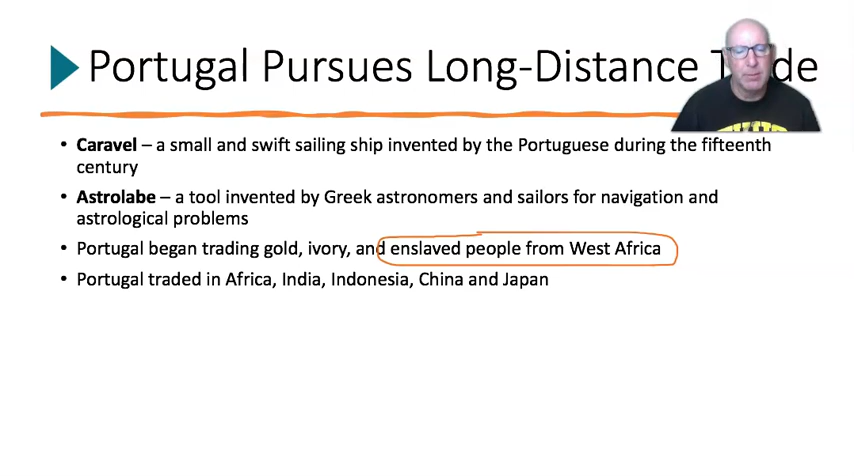 Portugal Pursues Long-Distance T de
• Caravel – a small and swift sailing ship invented by the Portuguese during the fifteenth
century
• Astrolabe – a tool invented by Greek astronomers and sailors for navigation and
astrological problems
• Portugal began trading gold, ivory, and enslaved people from West Africa
• Portugal traded in Africa, India, Indonesia, China and Japan